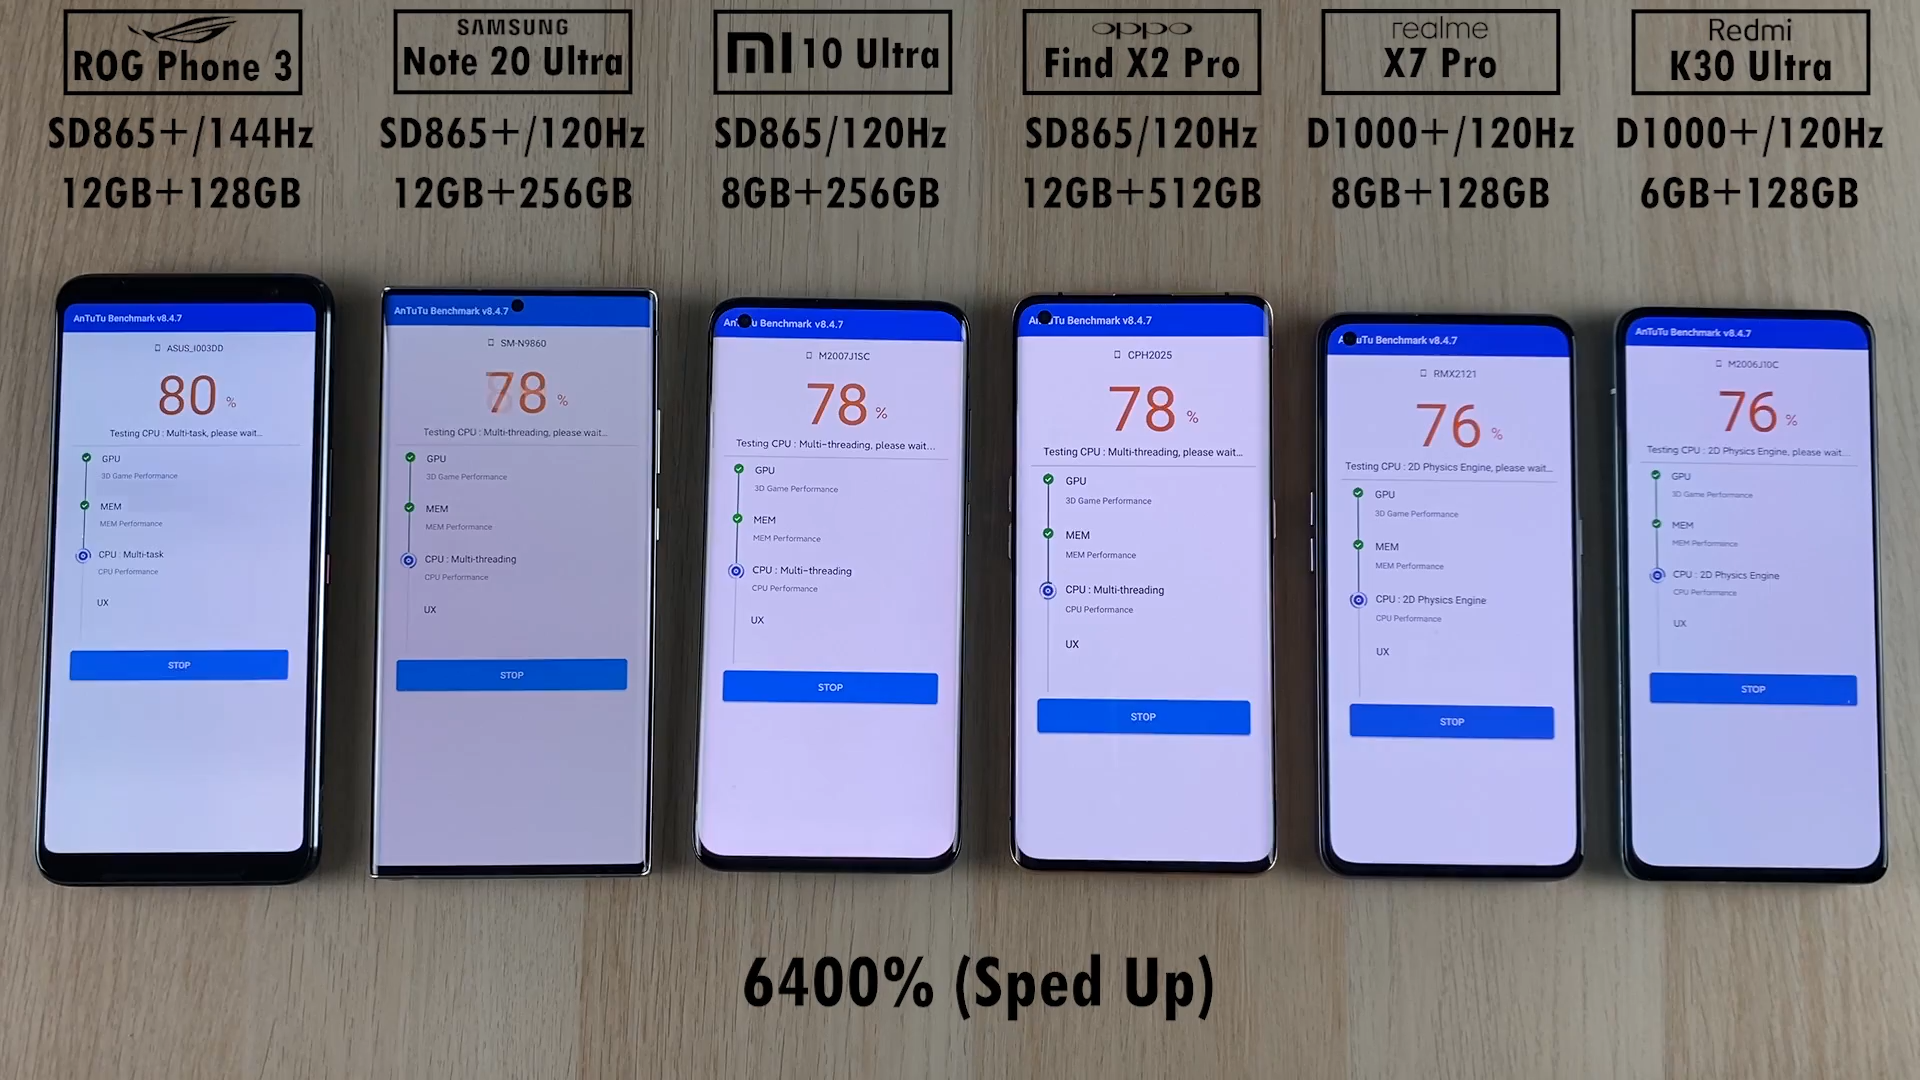 ROG Phone 3
SD865+/144Hz
12GB+128GB
SAMSUNG
Note 20 Ultra
SD865+/120Hz
12GB+256GB
MI 10 Ultra
SD865/120Hz
8GB+256GB
oppo
Find X2 Pro
SD865/120Hz
12GB+512GB
realme
X7 Pro
D1000+/120Hz
8GB+128GB
Redmi
K30 Ultra
D1000+/120Hz
6GB+128GB
AnTuTu Benchmark v8.4.7
ASUS_I003DD
80 %
Testing CPU : Multi-task, please wait...
GPU
3D Game Performance
MEM
MEM Performance
CPU : Multi-task
CPU Performance
UX
STOP
AnTuTu Benchmark v8.4.7
SM-N9860
78 %
Testing CPU : Multi-threading, please wait...
GPU
3D Game Performance
MEM
MEM Performance
CPU : Multi-threading
CPU Performance
UX
STOP
An u Benchmark v8.4.7
M2007J1SC
78 %
Testing CPU : Multi-threading, please wait...
GPU
3D Game Performance
MEM
MEM Performance
CPU : Multi-threading
CPU Performance
UX
STOP
An Tu Benchmark v8.4.7
CPH2025
78 %
Testing CPU : Multi-threading, please wait...
GPU
3D Game Performance
MEM
MEM Performance
CPU : Multi-threading
CPU Performance
UX
STOP
A uTu Benchmark v8.4.7
RMX2121
76 %
Testing CPU : 2D Physics Engine, please wait...
GPU
3D Game Performance
MEM
MEM Performance
CPU : 2D Physics Engine
CPU Performance
UX
STOP
AnTuTu Benchmark v8.4.7
M2006J10C
76 %
Testing CPU : 2D Physics Engine, please wait...
GPU
3D Game Performance
MEM
MEM Performance
CPU : 2D Physics Engine
CPU Performance
UX
STOP
6400% (Sped Up)